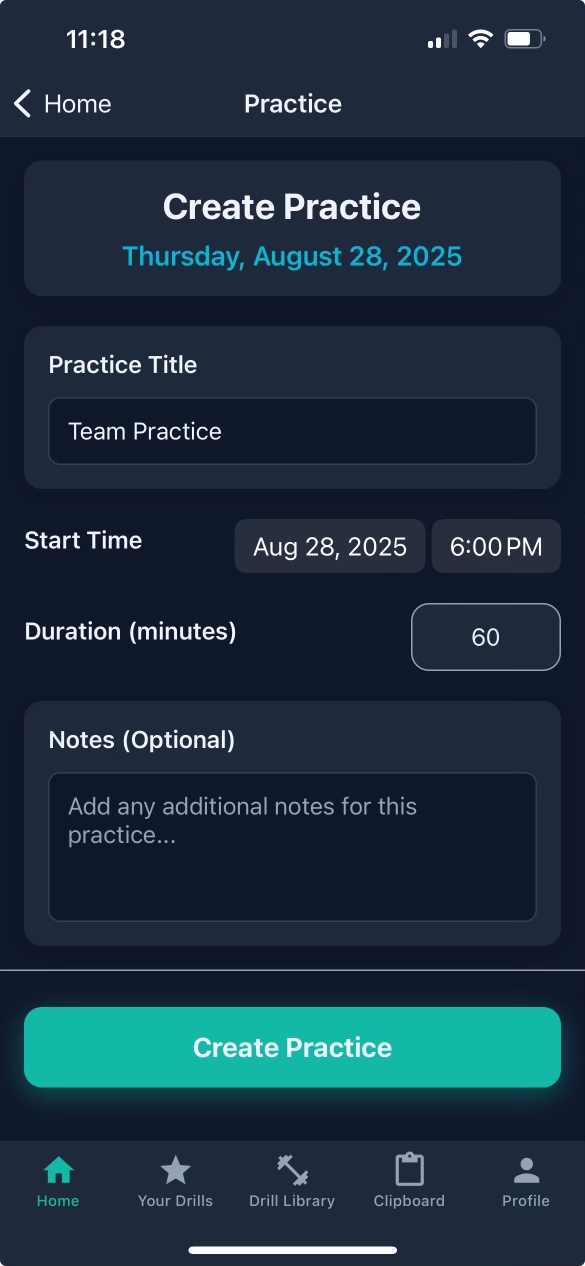 11:18
Home
Practice
Create Practice
Thursday, August 28, 2025
Practice Title
Team Practice
Start Time
Aug 28, 2025
6:00 PM
Duration (minutes)
60
Notes (Optional)
Add any additional notes for this
practice...
Create Practice
Home
Your Drills
Drill Library
Clipboard
Profile